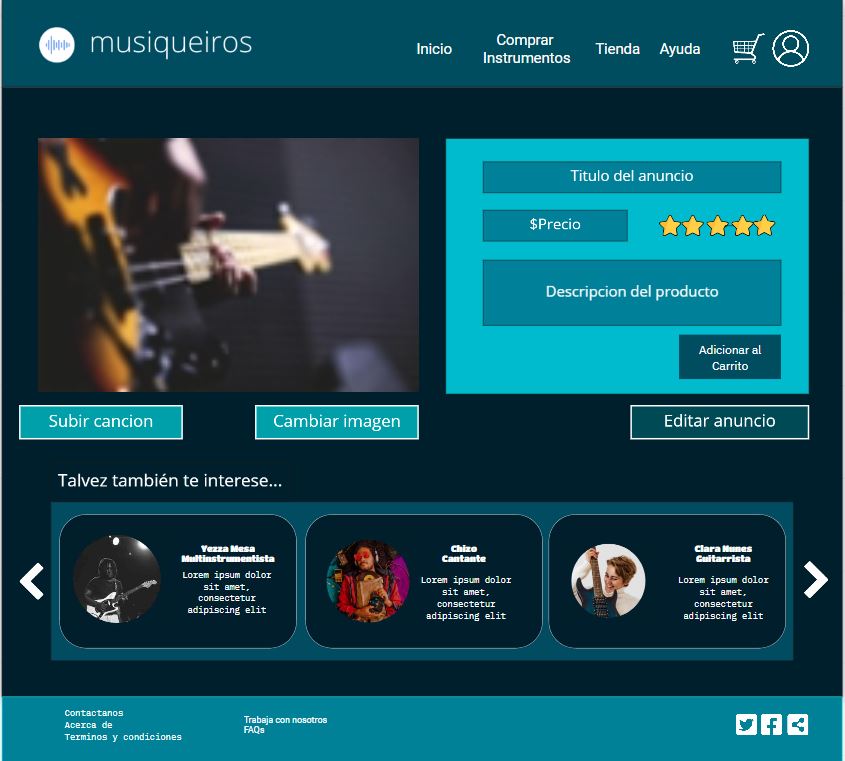 musiqueiros
Inicio
Comprar
Instrumentos
Tienda
Ayuda
Titulo del anuncio
$Precio
Descripcion del producto
Adicionar al
Carrito
Subir cancion
Cambiar imagen
Editar anuncio
Talvez también te interese...
Yezza Mesa
Multinstrumentista
Lorem ipsum dolor
sit amet,
consectetur
adipiscing elit
Chizo
Cantante
Lorem ipsum dolor
sit amet,
consectetur
adipiscing elit
Clara Nunes
Guitarrista
Lorem ipsum dolor
sit amet,
consectetur
adipiscing elit
Contactanos
Acerca de
Terminos y condiciones
Trabaja con nosotros
FAQs